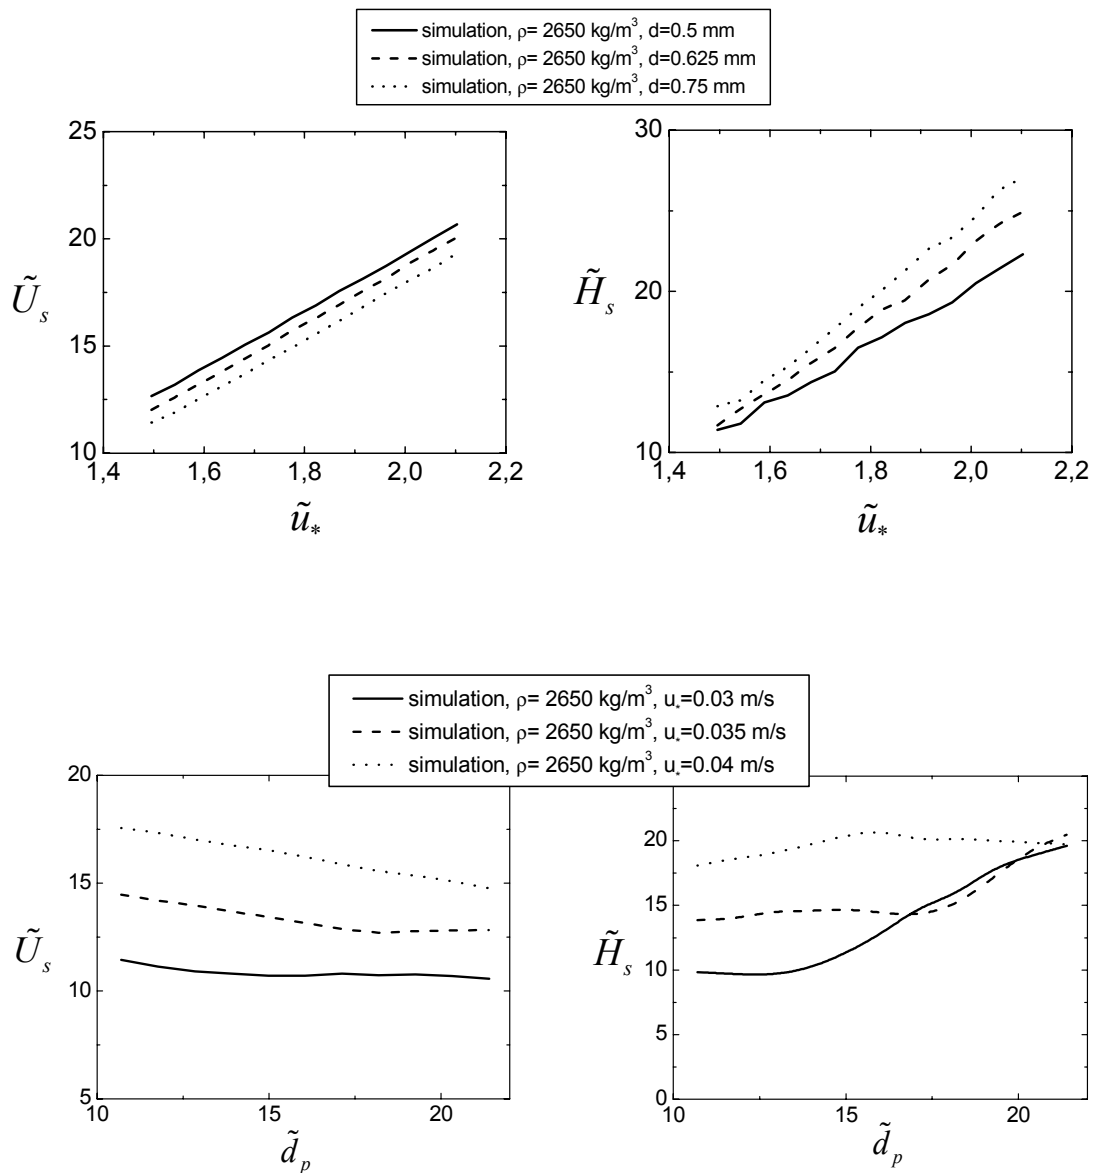 simulation, ρ= 2650 kg/m³, d=0.5 mm
simulation, ρ= 2650 kg/m³, d=0.625 mm
simulation, ρ= 2650 kg/m³, d=0.75 mm
25
20
15
10
1,4 1,6 1,8 2,0 2,2
Ũₛ
ũ*
30
20
10
1,4 1,6 1,8 2,0 2,2
H̃ₛ
ũ*
simulation, ρ= 2650 kg/m³, u*=0.03 m/s
simulation, ρ= 2650 kg/m³, u*=0.035 m/s
simulation, ρ= 2650 kg/m³, u*=0.04 m/s
20
15
10
5
10 15 20
Ũₛ
d̃ₚ
20
15
10
5
0
10 15 20
H̃ₛ
d̃ₚ